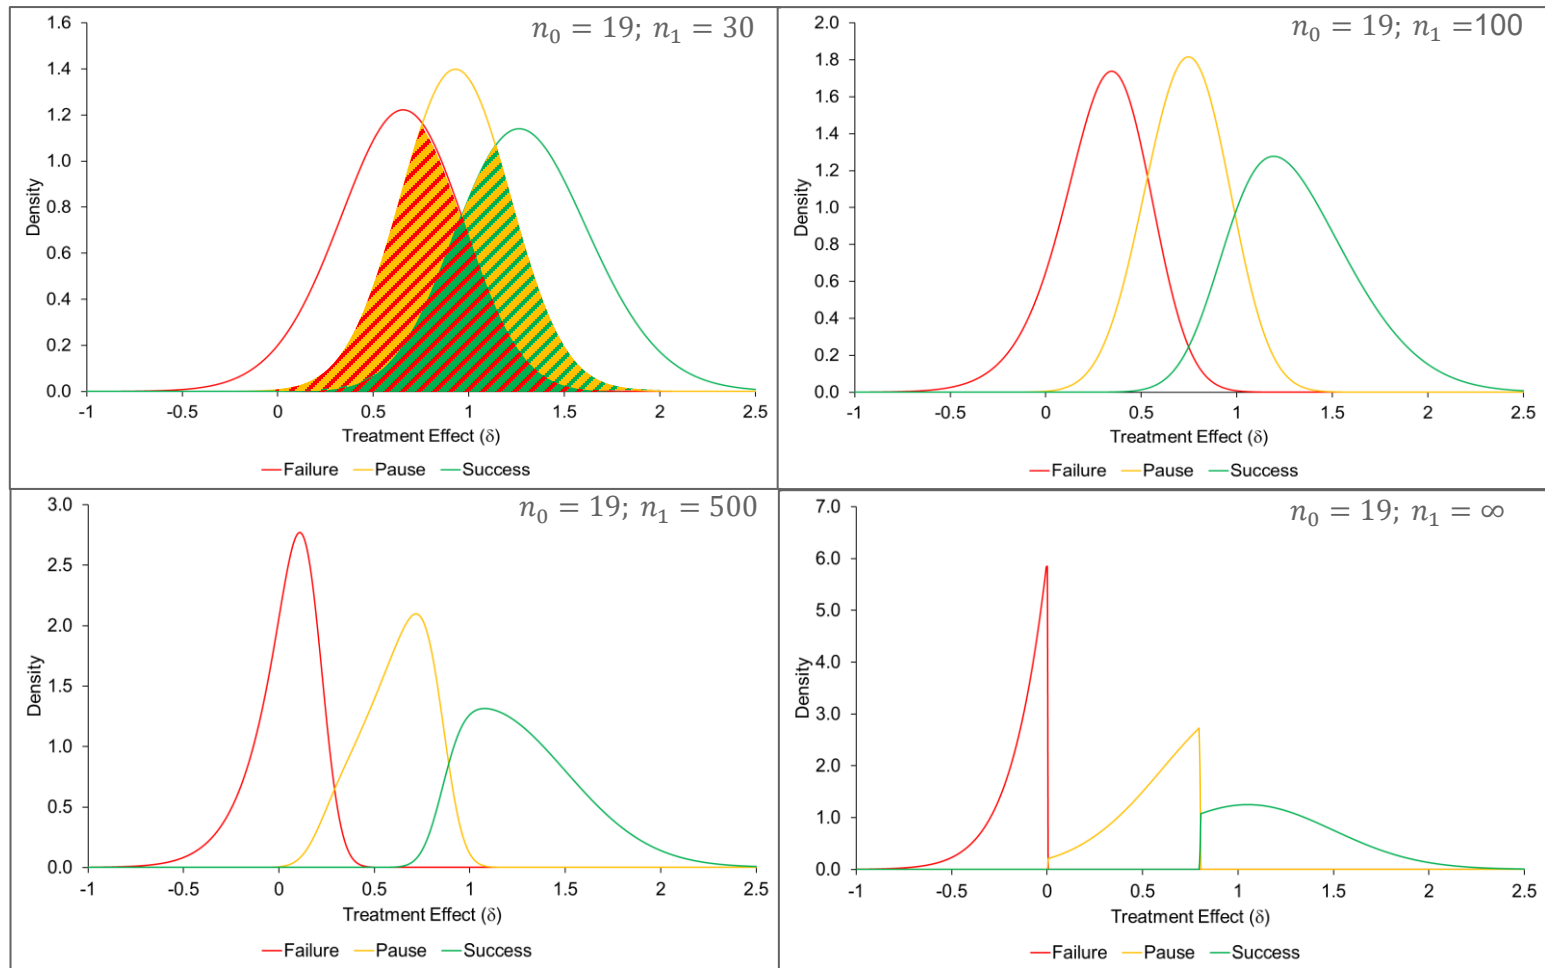 n₀ = 19; n₁ = 30
1.6
1.4
1.2
1.0
0.8
0.6
0.4
0.2
0.0
Density
-1 -0.5 0 0.5 1 1.5 2 2.5
Treatment Effect (δ)
Failure Pause Success
n₀ = 19; n₁ =100
2.0
1.8
1.6
1.4
1.2
1.0
0.8
0.6
0.4
0.2
0.0
Density
-1 -0.5 0 0.5 1 1.5 2 2.5
Treatment Effect (δ)
Failure Pause Success
n₀ = 19; n₁ = 500
3.0
2.5
2.0
1.5
1.0
0.5
0.0
Density
-1 -0.5 0 0.5 1 1.5 2 2.5
Treatment Effect (δ)
Failure Pause Success
n₀ = 19; n₁ = ∞
7.0
6.0
5.0
4.0
3.0
2.0
1.0
0.0
Density
-1 -0.5 0 0.5 1 1.5 2 2.5
Treatment Effect (δ)
Failure Pause Success